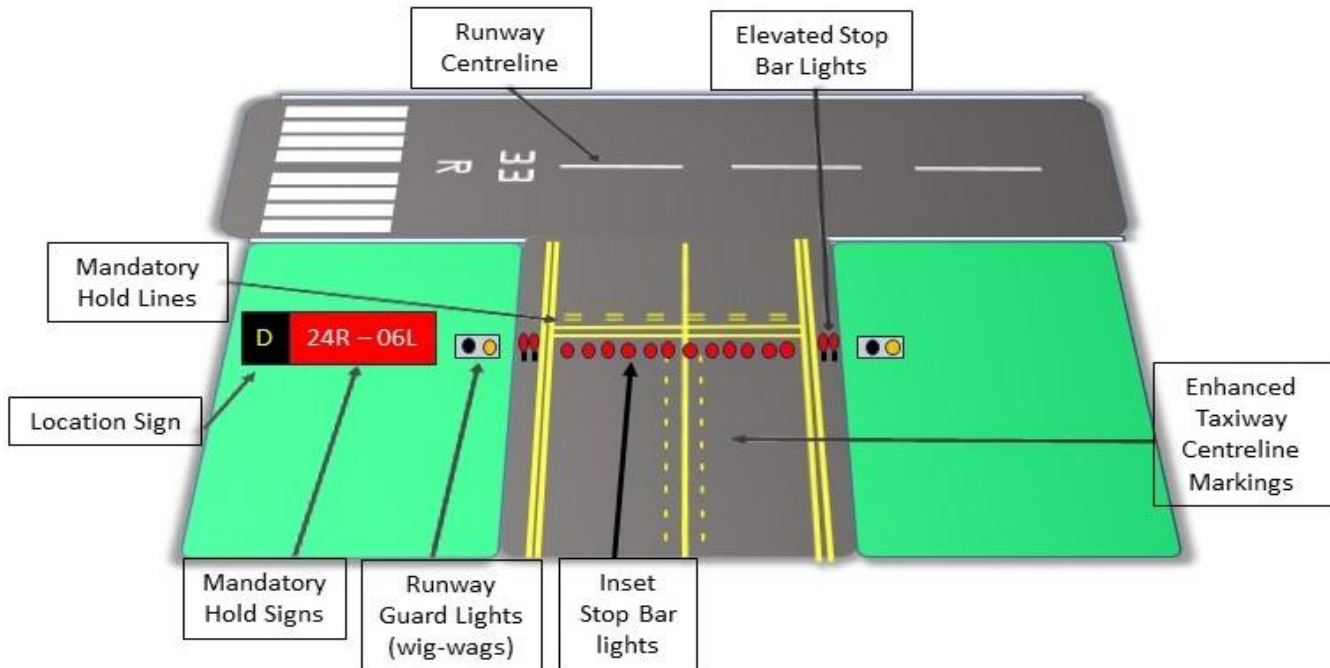 Runway
Centreline
Elevated Stop
Bar Lights
R
33
Mandatory
Hold Lines
D
24R – 06L
Location Sign
Enhanced
Taxiway
Centreline
Markings
Mandatory
Hold Signs
Runway
Guard Lights
(wig-wags)
Inset
Stop Bar
lights